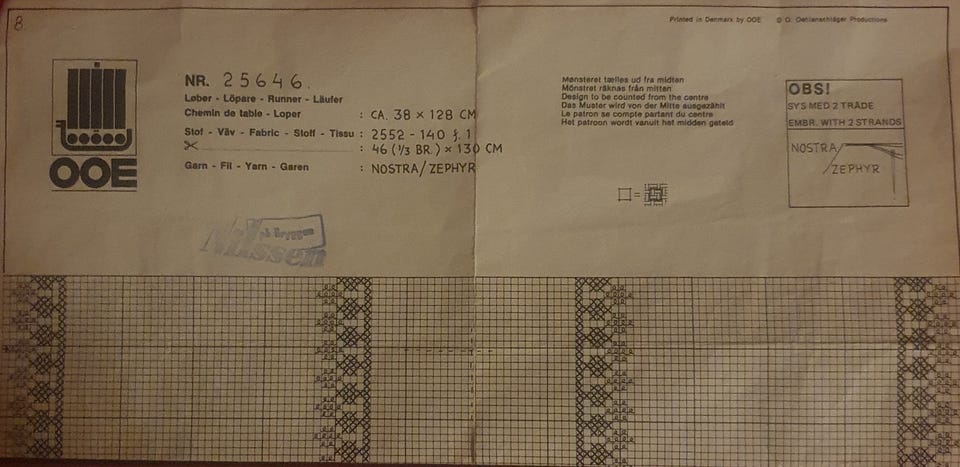 8
Printed in Denmark by OOE © O. Oehlenschläger Productions
OOE
NR. 25646.
Løber - Löpare - Runner - Läufer
Chemin de table - Loper : CA. 38 × 128 CM
Stof - Väv - Fabric - Stoff - Tissu : 2552 - 140 f. 1
: 46 (1/3 BR.) × 130 CM
Garn - Fil - Yarn - Garen : NOSTRA/ZEPHYR
Mønsteret tælles ud fra midten
Mönstret räknas från mitten
Design to be counted from the centre
Das Muster wird von der Mitte ausgezählt
Le patron se compte partant du centre
Het patroon wordt vanuit het midden geteld
OBS!
SYS MED 2 TRÅDE
EMBR. WITH 2 STRANDS
NOSTRA/
/ZEPHYR
=
på Bryggen
Nilssen